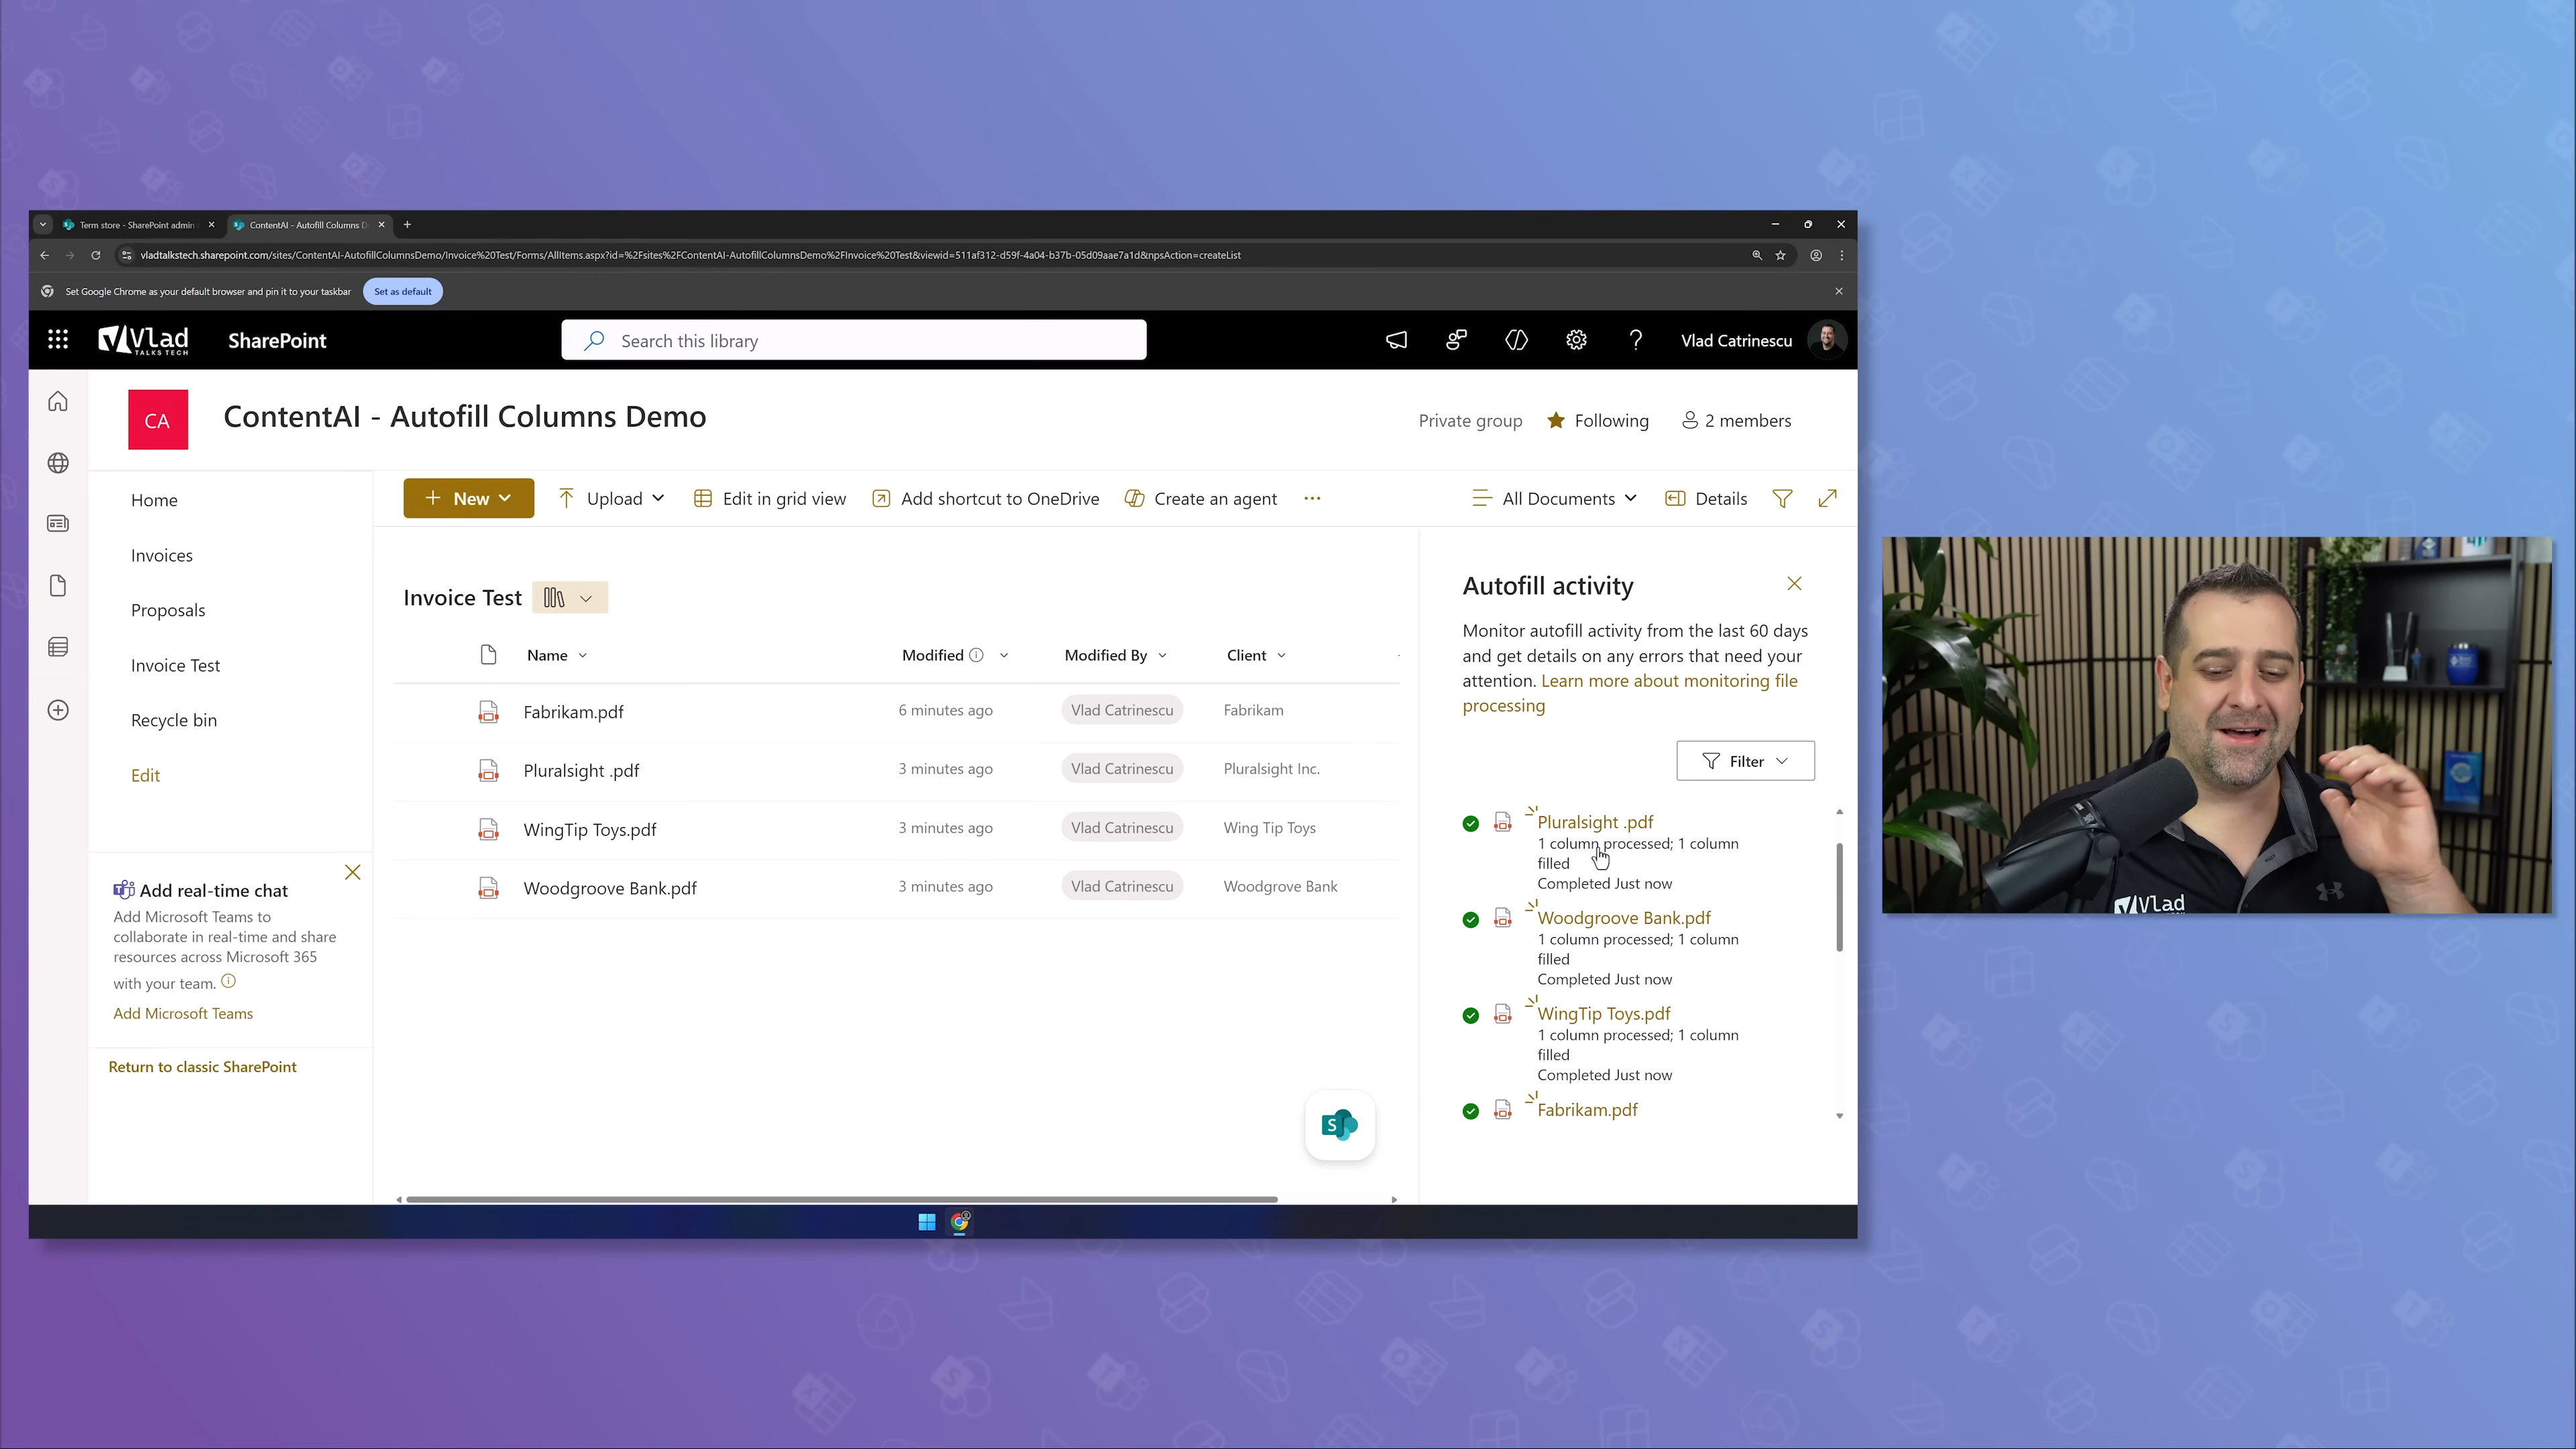 Term store - SharePoint admin
ContentAI - Autofill Columns D
vladtalkstech.sharepoint.com/sites/ContentAI-AutofillColumnsDemo/Invoice%20Test/Forms/AllItems.aspx?id=%2Fsites%2FContentAI-AutofillColumnsDemo%2FInvoice%20Test&viewid=511af312-d59f-4a04-b37b-05d09aae7a1d&npsAction=createList
Set Google Chrome as your default browser and pin it to your taskbar
Set as default
Vlad
TALKS TECH
SharePoint
Search this library
Vlad Catrinescu
CA
ContentAI - Autofill Columns Demo
Private group
Following
2 members
Home
Invoices
Proposals
Invoice Test
Recycle bin
Edit
Add real-time chat
Add Microsoft Teams to
collaborate in real-time and share
resources across Microsoft 365
with your team.
Add Microsoft Teams
Return to classic SharePoint
New
Upload
Edit in grid view
Add shortcut to OneDrive
Create an agent
All Documents
Details
Invoice Test
Name Modified Modified By Client
Fabrikam.pdf 6 minutes ago Vlad Catrinescu Fabrikam
Pluralsight .pdf 3 minutes ago Vlad Catrinescu Pluralsight Inc.
WingTip Toys.pdf 3 minutes ago Vlad Catrinescu Wing Tip Toys
Woodgroove Bank.pdf 3 minutes ago Vlad Catrinescu Woodgrove Bank
S
Autofill activity
Monitor autofill activity from the last 60 days
and get details on any errors that need your
attention. Learn more about monitoring file
processing
Filter
Pluralsight .pdf
1 column processed; 1 column
filled
Completed Just now
Woodgroove Bank.pdf
1 column processed; 1 column
filled
Completed Just now
WingTip Toys.pdf
1 column processed; 1 column
filled
Completed Just now
Fabrikam.pdf
Vlad